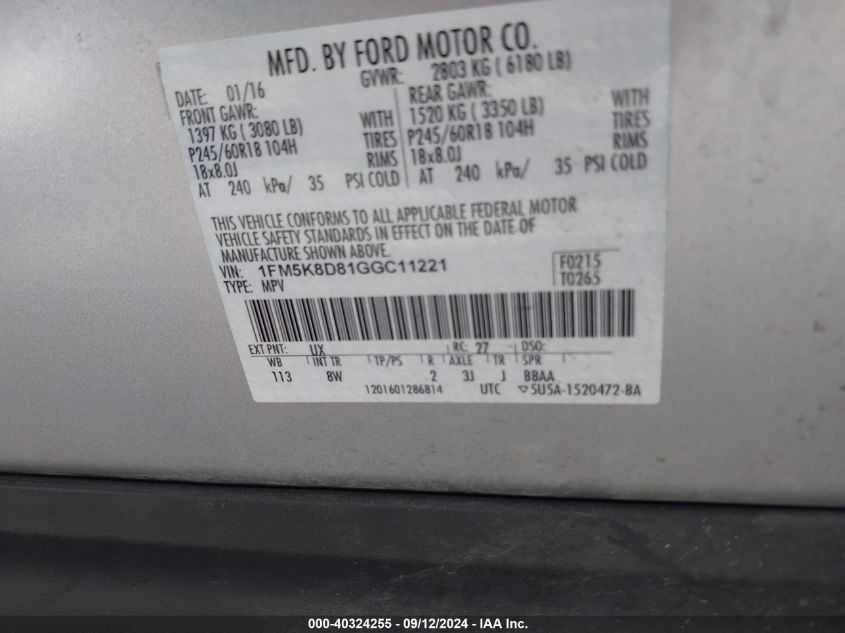 MFD. BY FORD MOTOR CO.
DATE: 01/16 GVWR: 2803 KG ( 6180 LB)
FRONT GAWR: REAR GAWR:
1397 KG ( 3080 LB) WITH 1520 KG ( 3350 LB) WITH
P245/60R18 104H TIRES P245/60R18 104H TIRES
18x8.0J RIMS 18x8.0J RIMS
AT 240 kPa/ 35 PSI COLD AT 240 kPa/ 35 PSI COLD
THIS VEHICLE CONFORMS TO ALL APPLICABLE FEDERAL MOTOR
VEHICLE SAFETY STANDARDS IN EFFECT ON THE DATE OF
MANUFACTURE SHOWN ABOVE.
VIN: 1FM5K8D81GGC11221 F0215
TYPE: MPV T0265
EXT PNT: UX RC: 27 DSO:
WB INT TR TP/PS R AXLE TR SPR
113 8W 2 3J J BBAA
1201601286814 UTC ▽5U5A-1520472-BA
000-40324255 - 09/12/2024 - IAA Inc.